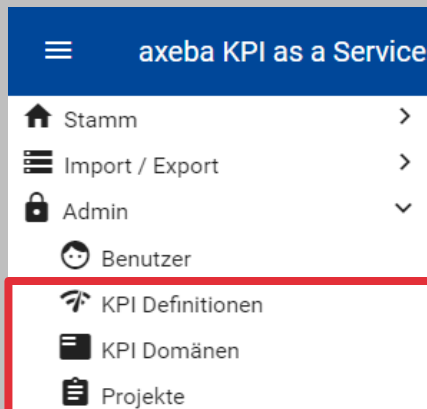 axeba KPI as a Service
Stamm
Import / Export
Admin
Benutzer
KPI Definitionen
KPI Domänen
Projekte